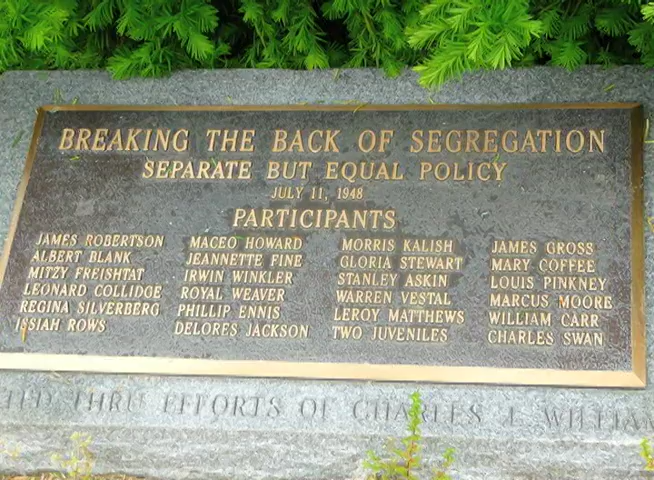 BREAKING THE BACK OF SEGREGATION
SEPARATE BUT EQUAL POLICY
JULY 11, 1948
PARTICIPANTS
JAMES ROBERTSON
ALBERT BLANK
MITZY FREISHTAT
LEONARD COLLIDGE
REGINA SILVERBERG
ISSIAH ROWS
MACEO HOWARD
JEANNETTE FINE
IRWIN WINKLER
ROYAL WEAVER
PHILLIP ENNIS
DELORES JACKSON
MORRIS KALISH
GLORIA STEWART
STANLEY ASKIN
WARREN VESTAL
LEROY MATTHEWS
TWO JUVENILES
JAMES GROSS
MARY COFFEE
LOUIS PINKNEY
MARCUS MOORE
WILLIAM CARR
CHARLES SWAN
THRU EFFORTS OF CHARLES